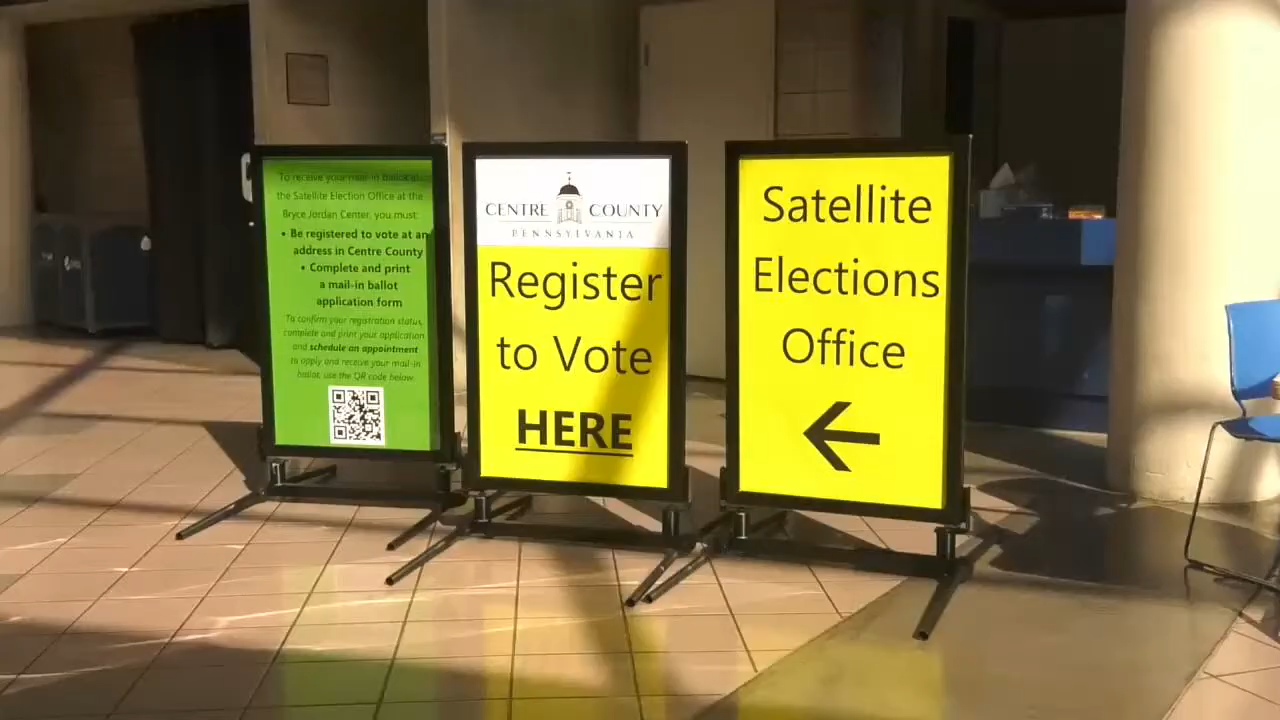 To receive your mail-in ballot
the Satellite Election Office at the
Bryce Jordan Center, you must:
• Be registered to vote at an
address in Centre County
• Complete and print
a mail-in ballot
application form
To confirm your registration status,
complete and print your application
and schedule an appointment
to apply and receive your mail-in
ballot, use the QR code below.
CENTRE COUNTY
PENNSYLVANIA
Register
to Vote
HERE
Satellite
Elections
Office